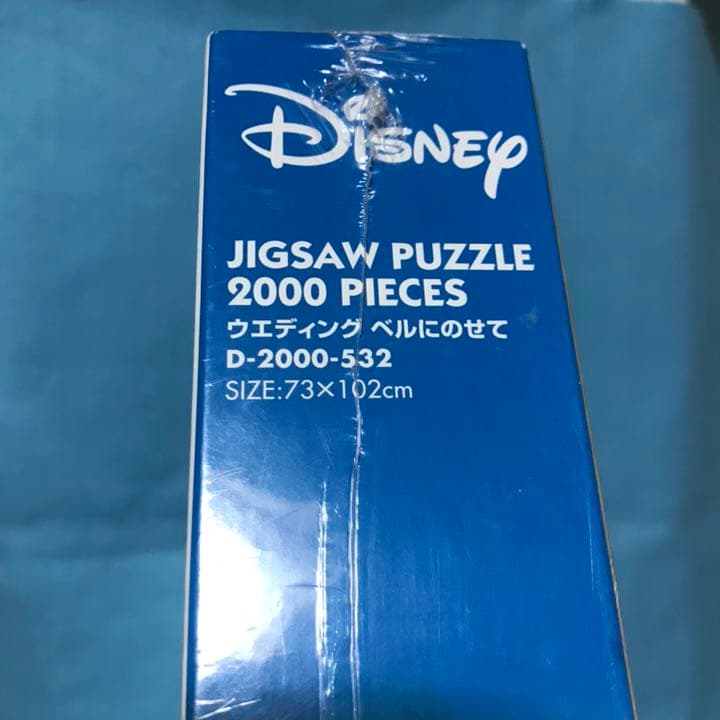 Disney
JIGSAW PUZZLE
2000 PIECES
ウエディング ベルにのせて
D-2000-532
SIZE:73×102cm